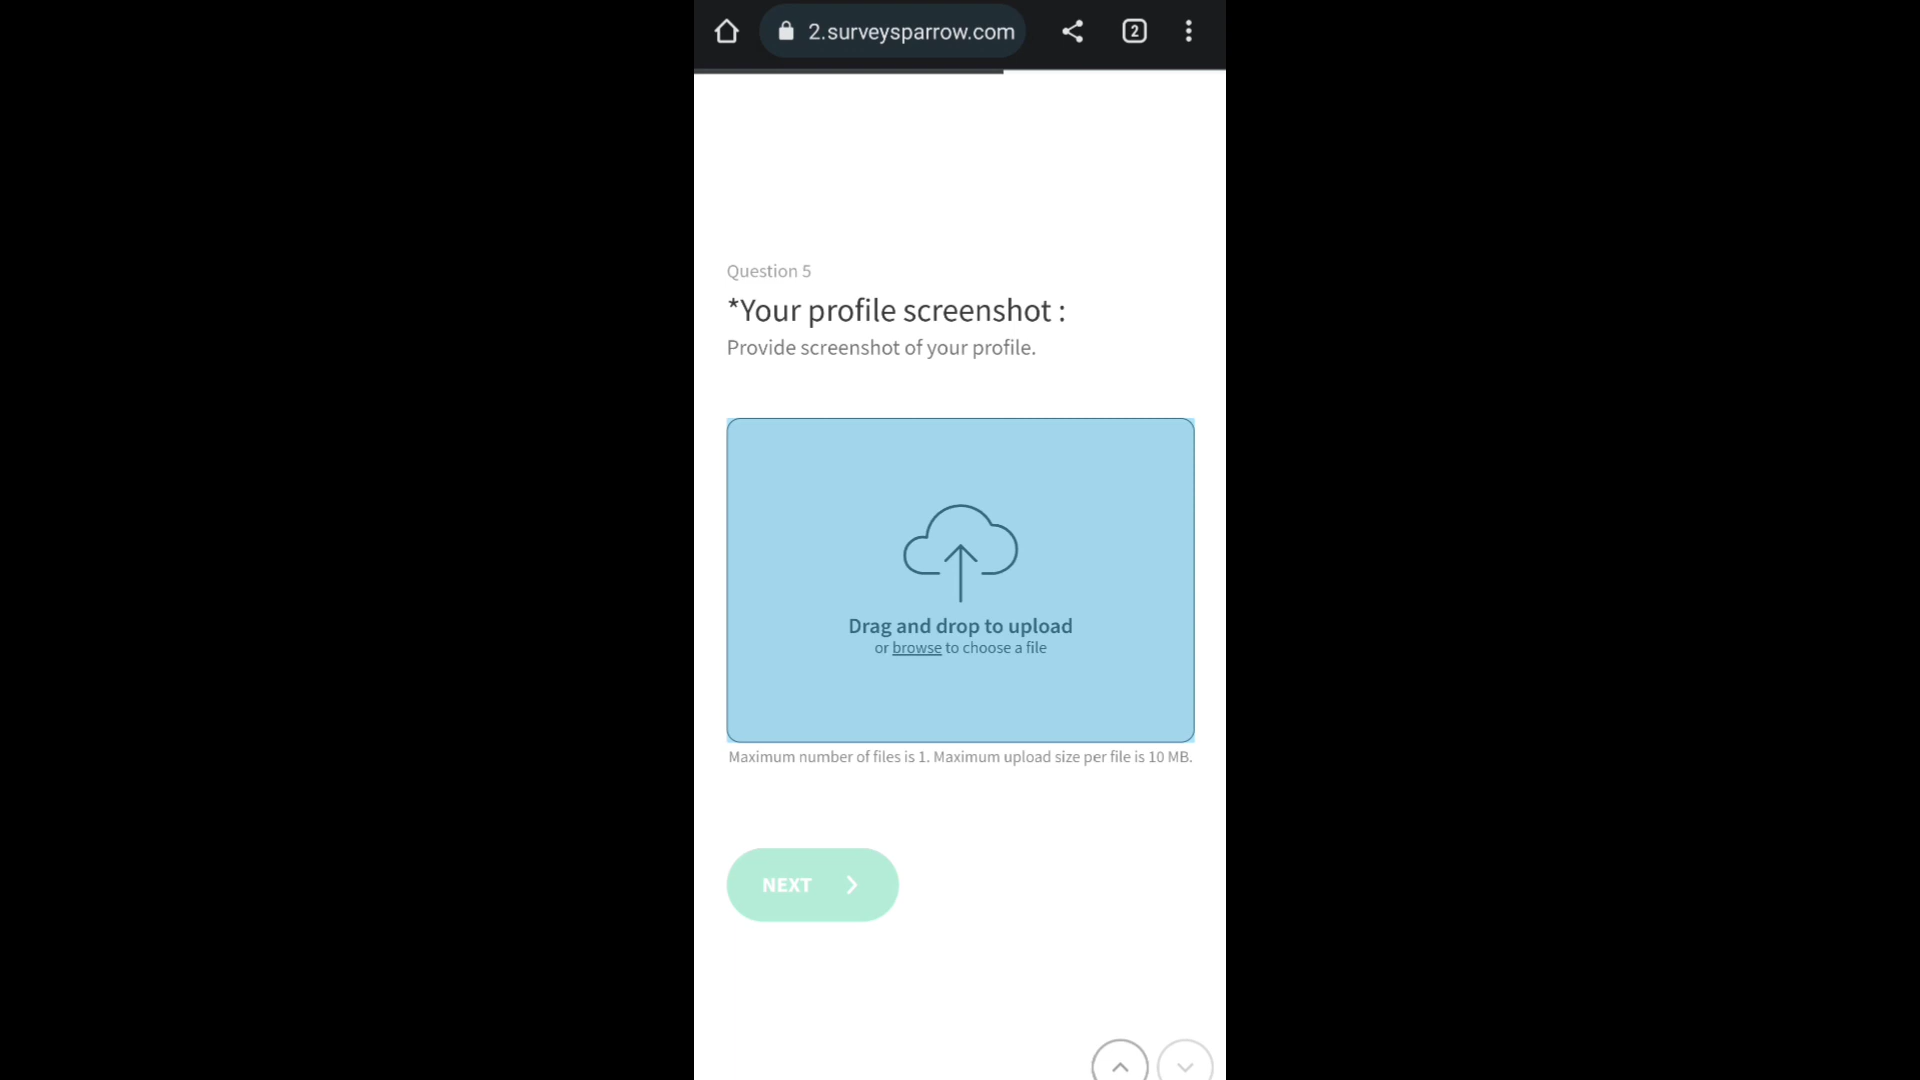 2.surveysparrow.com
2
Question 5
*Your profile screenshot :
Provide screenshot of your profile.
Drag and drop to upload
or browse to choose a file
Maximum number of files is 1. Maximum upload size per file is 10 MB.
NEXT